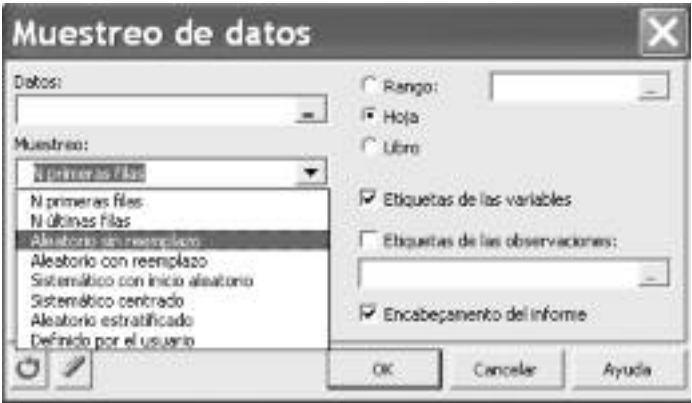 Muestreo de datos
Datos:
...
Muestreo:
N primeras filas
N primeras filas
N últimas filas
Aleatorio sin reemplazo
Aleatorio con reemplazo
Sistemático con inicio aleatorio
Sistemático centrado
Aleatorio estratificado
Definido por el usuario
Rango:
...
Hoja
Libro
Etiquetas de las variables
Etiquetas de las observaciones:
...
Encabeçamento del informe
OK
Cancelar
Ayuda